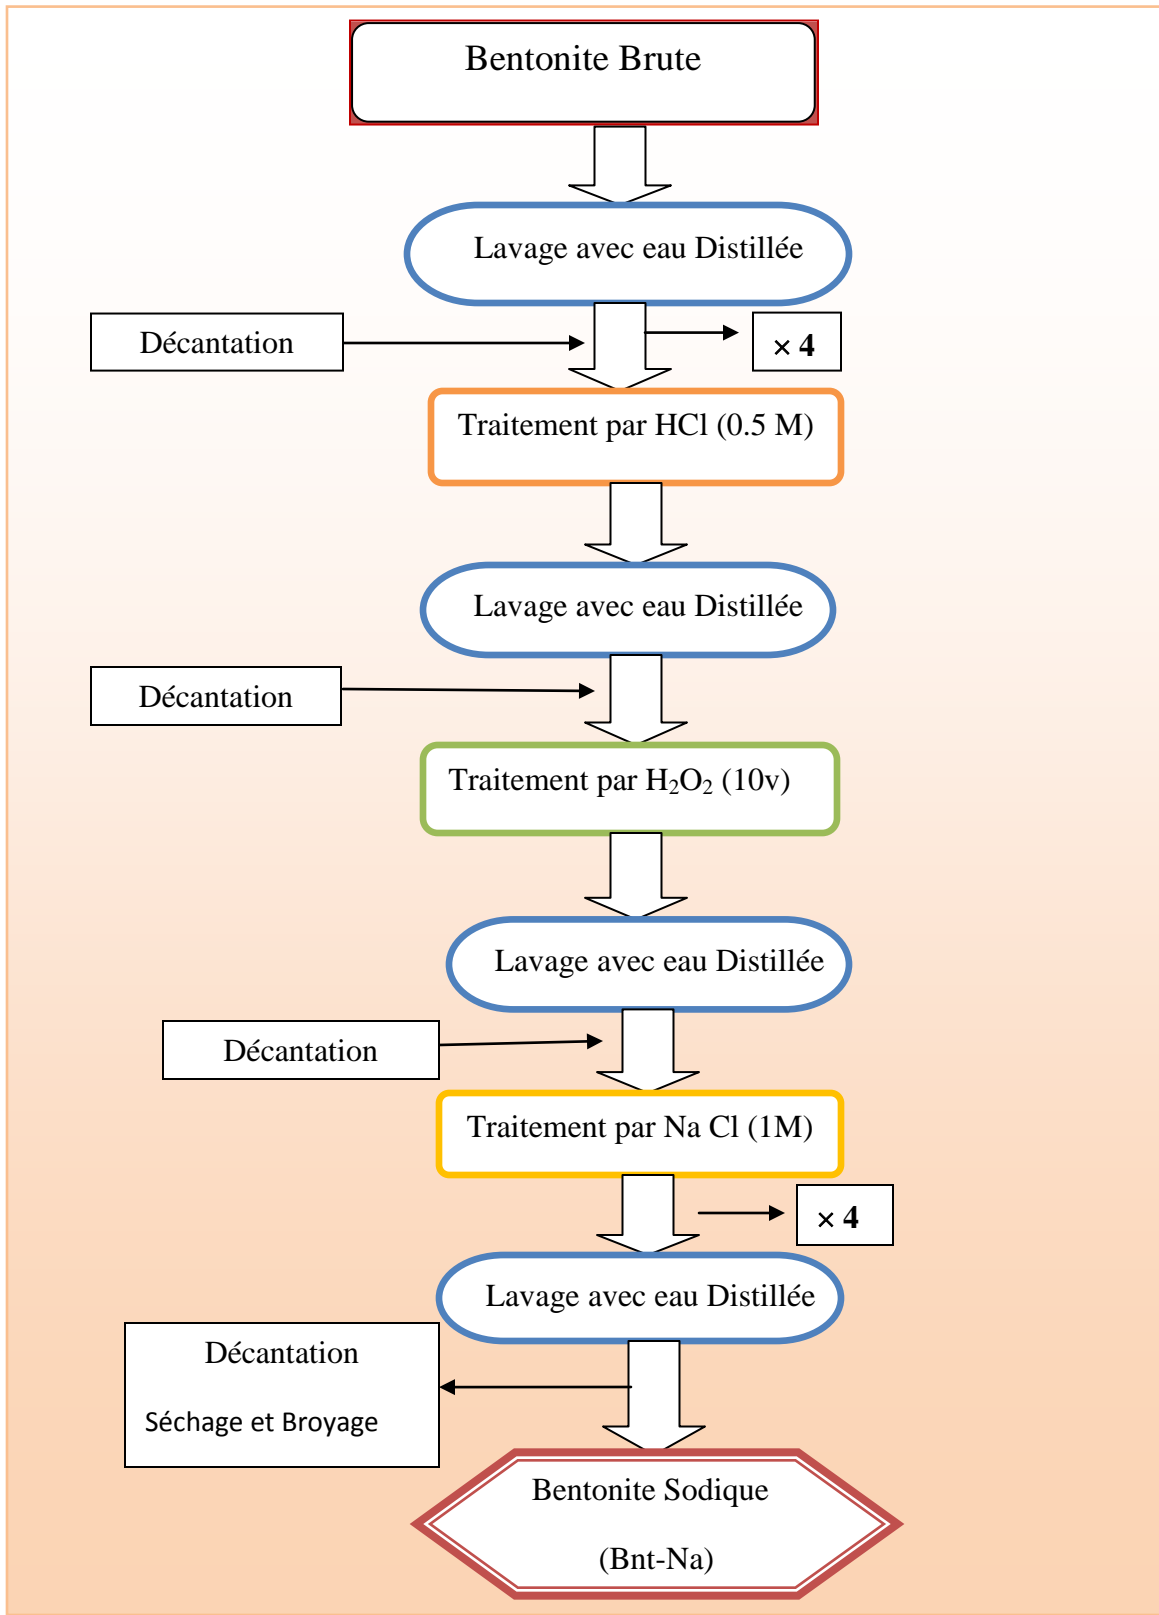 Bentonite Brute
Lavage avec eau Distillée
Décantation
× 4
Traitement par HCl (0.5 M)
Lavage avec eau Distillée
Décantation
Traitement par H₂O₂ (10v)
Lavage avec eau Distillée
Décantation
Traitement par Na Cl (1M)
× 4
Lavage avec eau Distillée
Décantation
Séchage et Broyage
Bentonite Sodique
(Bnt-Na)